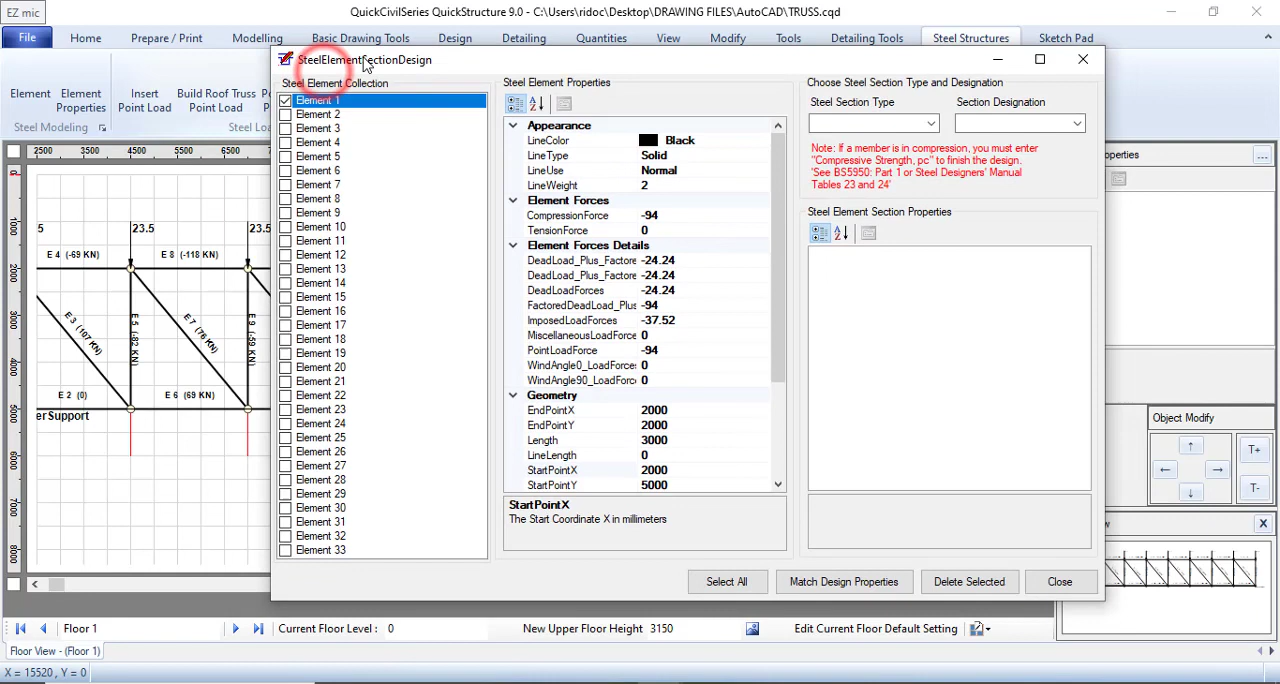 EZ mic
QuickCivilSeries QuickStructure 9.0 - C:\Users\ridoc\Desktop\DRAWING FILES\AutoCAD\TRUSS.cqd
File Home Prepare / Print Modelling Basic Drawing Tools Design Detailing Quantities View Modify Tools Detailing Tools Steel Structures Sketch Pad
Element
Element Properties
Insert Point Load
Build Roof Truss Point Load
Steel Modeling
Steel Loa
SteelElementSectionDesign
Steel Element Collection
Element 1
Element 2
Element 3
Element 4
Element 5
Element 6
Element 7
Element 8
Element 9
Element 10
Element 11
Element 12
Element 13
Element 14
Element 15
Element 16
Element 17
Element 18
Element 19
Element 20
Element 21
Element 22
Element 23
Element 24
Element 25
Element 26
Element 27
Element 28
Element 29
Element 30
Element 31
Element 32
Element 33
Steel Element Properties
Appearance
LineColor Black
LineType Solid
LineUse Normal
LineWeight 2
Element Forces
CompressionForce -94
TensionForce 0
Element Forces Details
DeadLoad_Plus_Factore -24.24
DeadLoad_Plus_Factore -24.24
DeadLoadForces -24.24
FactoredDeadLoad_Plus -94
ImposedLoadForces -37.52
MiscellaneousLoadForce 0
PointLoadForce -94
WindAngle0_LoadForce 0
WindAngle90_LoadForc 0
Geometry
EndPointX 2000
EndPointY 2000
Length 3000
LineLength 0
StartPointX 2000
StartPointY 5000
StartPointX
The Start Coordinate X in millimeters
Choose Steel Section Type and Designation
Steel Section Type Section Designation
Note: If a member is in compression, you must enter
"Compressive Strength, pc" to finish the design.
'See BS5950: Part 1 or Steel Designers' Manual
Tables 23 and 24'
Steel Element Section Properties
Select All Match Design Properties Delete Selected Close
2500 3500 4500 5500 6500 7500
1000
2000
3000
4000
5000
6000
7000
8000
5 23.5 23.5
E 4 (-69 KN) E 8 (-118 KN)
E 3 (107 KN)
E 5 (-82 KN)
E 7 (76 KN)
E 9 (-59 KN)
E 2 (0) E 6 (69 KN)
erSupport
operties
Object Modify
T+
T-
w
Floor 1 Current Floor Level : 0 New Upper Floor Height 3150 Edit Current Floor Default Setting
Floor View - (Floor 1)
X = 15520 , Y = 0